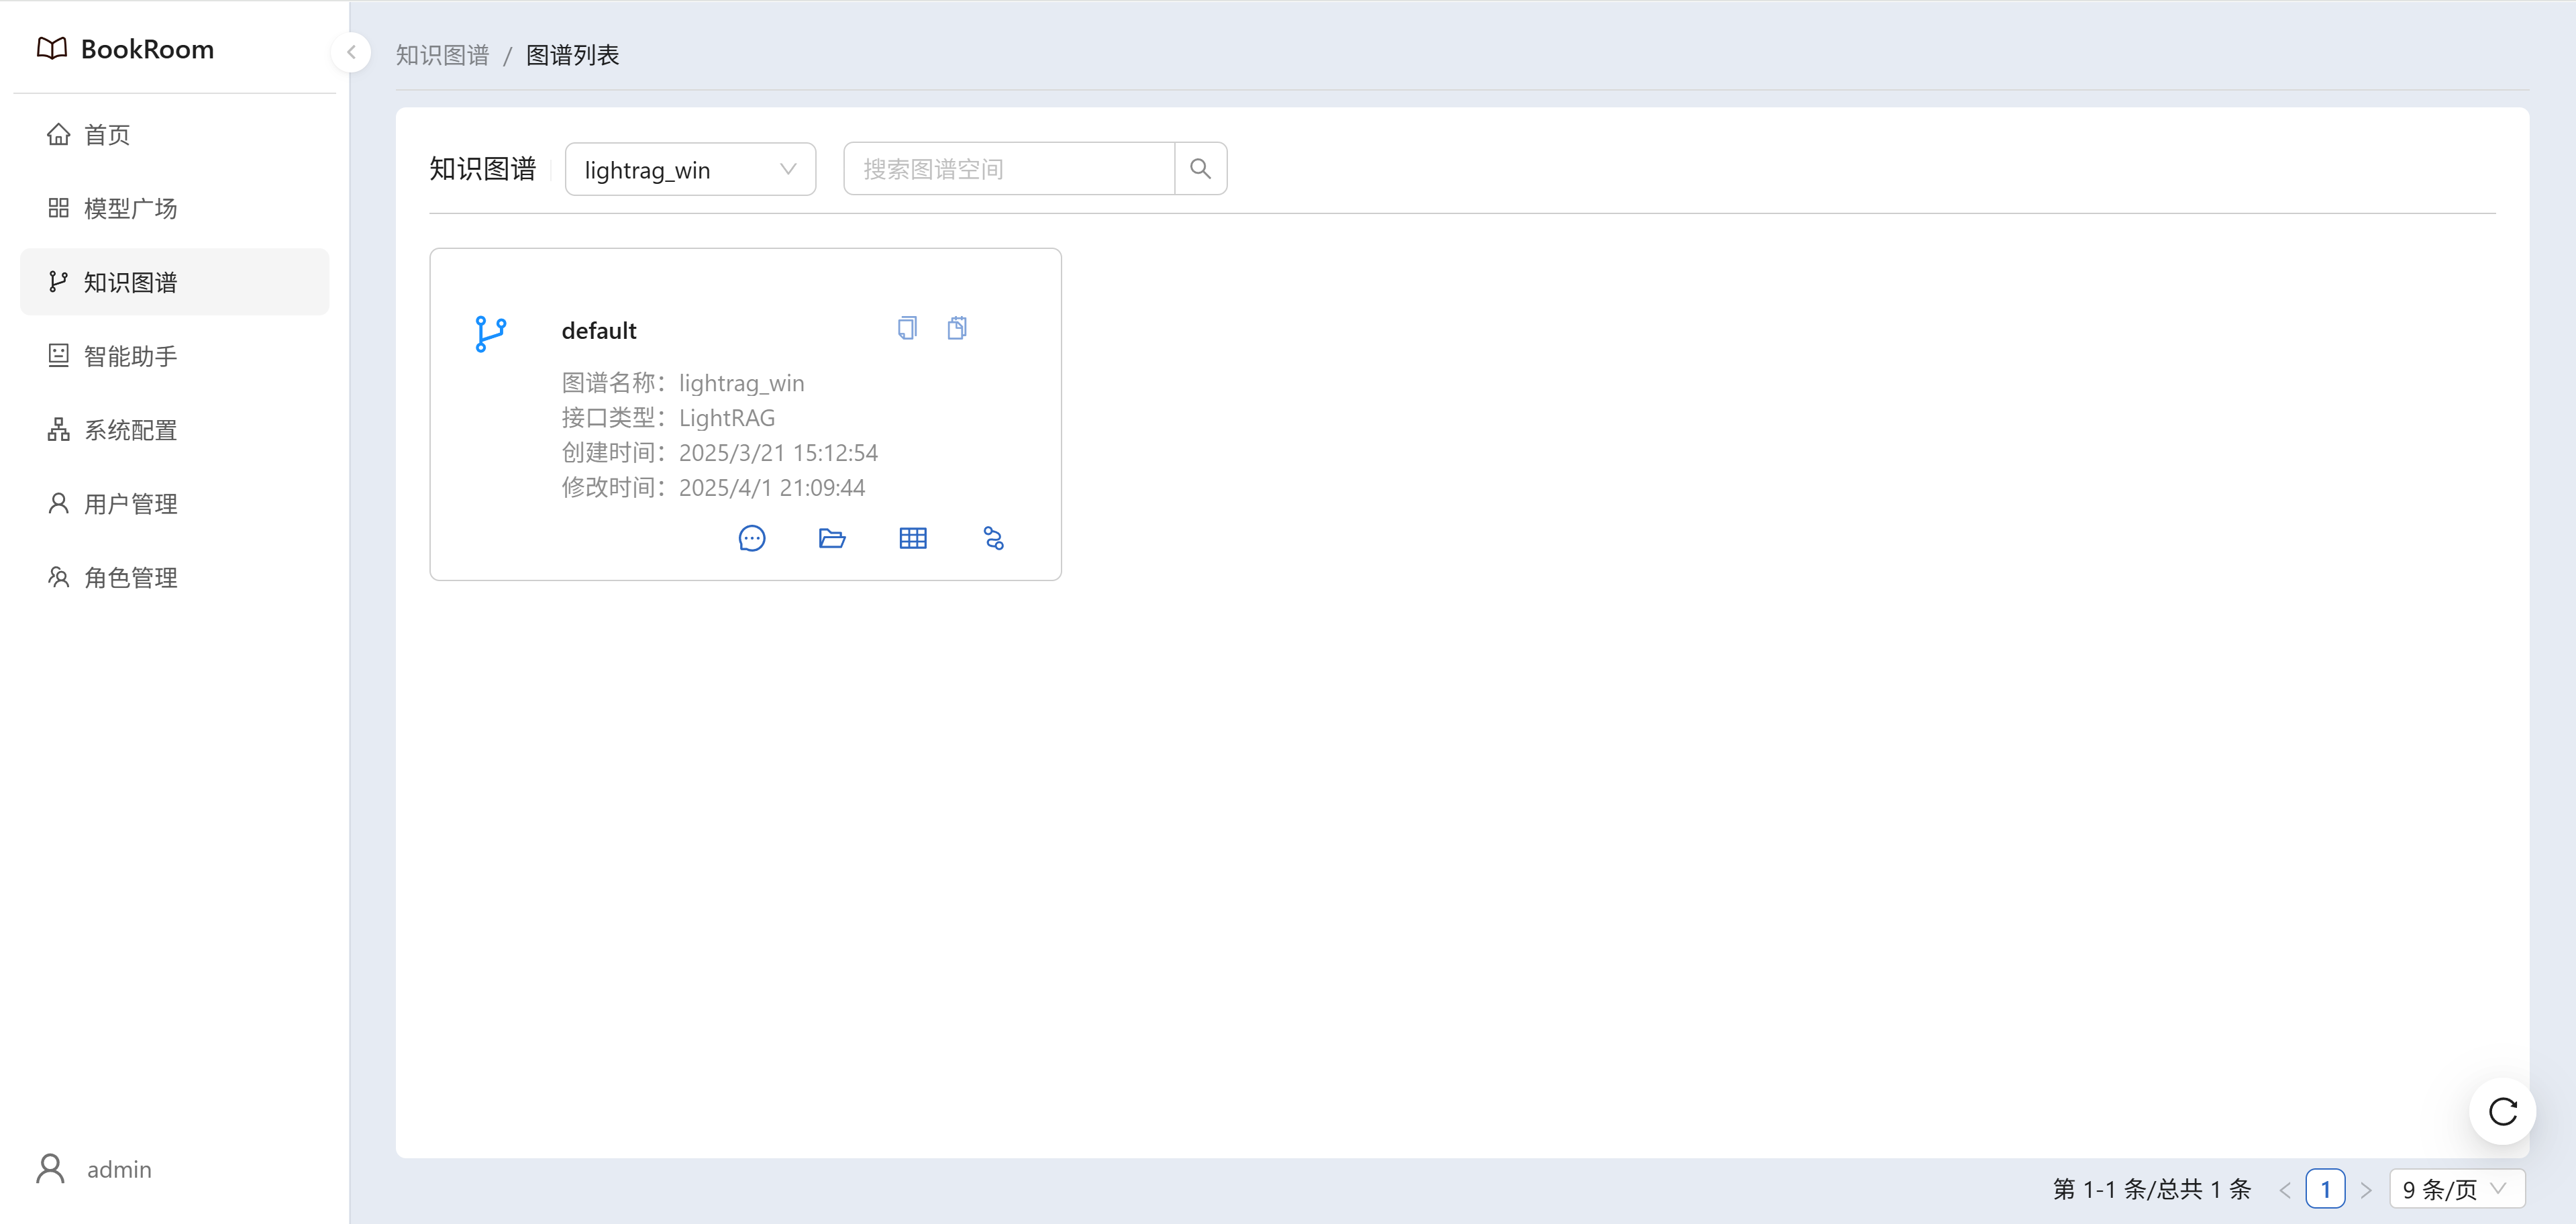 BookRoom
首页
模型广场
知识图谱
智能助手
系统配置
用户管理
角色管理
admin
知识图谱 / 图谱列表
知识图谱 lightrag_win 搜索图谱空间
default
图谱名称：lightrag_win
接口类型：LightRAG
创建时间：2025/3/21 15:12:54
修改时间：2025/4/1 21:09:44
第 1-1 条/总共 1 条 1 9 条/页